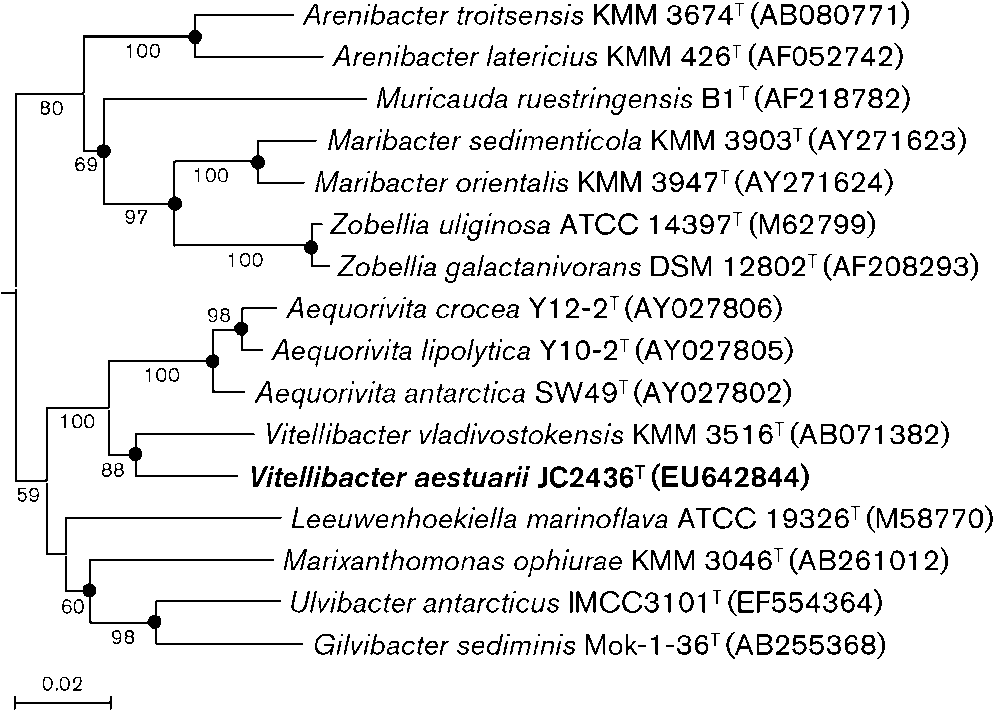 Arenibacter troitsensis KMM 3674ᵀ (AB080771)
100
Arenibacter latericius KMM 426ᵀ (AF052742)
80
Muricauda ruestringensis B1ᵀ (AF218782)
Maribacter sedimenticola KMM 3903ᵀ (AY271623)
69
100
Maribacter orientalis KMM 3947ᵀ (AY271624)
97
Zobellia uliginosa ATCC 14397ᵀ (M62799)
100
Zobellia galactanivorans DSM 12802ᵀ (AF208293)
98
Aequorivita crocea Y12-2ᵀ (AY027806)
Aequorivita lipolytica Y10-2ᵀ (AY027805)
100
Aequorivita antarctica SW49ᵀ (AY027802)
100
Vitellibacter vladivostokensis KMM 3516ᵀ (AB071382)
88
Vitellibacter aestuarii JC2436ᵀ (EU642844)
59
Leeuwenhoekiella marinoflava ATCC 19326ᵀ (M58770)
Marixanthomonas ophiurae KMM 3046ᵀ (AB261012)
60
Ulvibacter antarcticus IMCC3101ᵀ (EF554364)
98
Gilvibacter sediminis Mok-1-36ᵀ (AB255368)
0.02